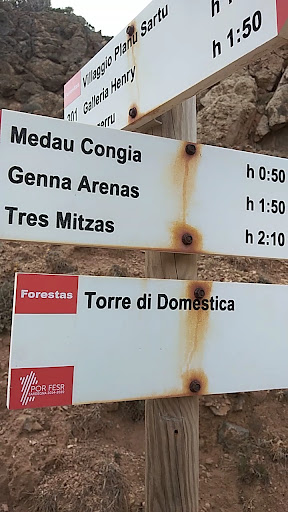 Villaggio Planu Sartu h
301 Galleria Henry h 1:50
Medau Congia h 0:50
Genna Arenas h 1:50
Tres Mitzas h 2:10
Forestas Torre di Domestica
POR FESR